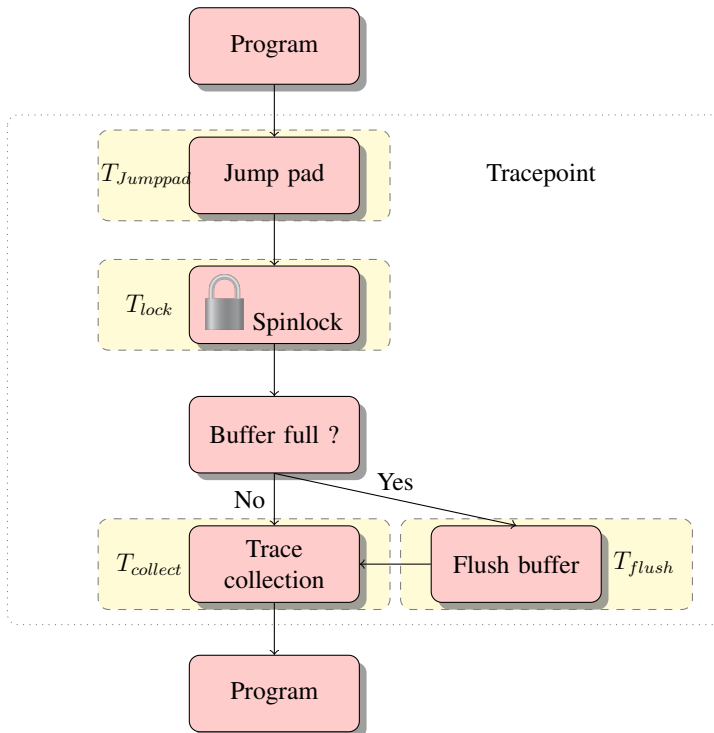 Program
T_Jumppad
Jump pad
Tracepoint
T_lock
Spinlock
Buffer full ?
Yes
No
T_collect
Trace
collection
Flush buffer
T_flush
Program